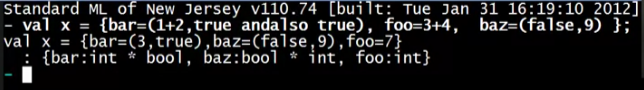 Standard ML of New Jersey v110.74 [built: Tue Jan 31 16:19:10 2012]
- val x = {bar=(1+2,true andalso true), foo=3+4,  baz=(false,9) };
val x = {bar=(3,true),baz=(false,9),foo=7}
  : {bar:int * bool, baz:bool * int, foo:int}
-